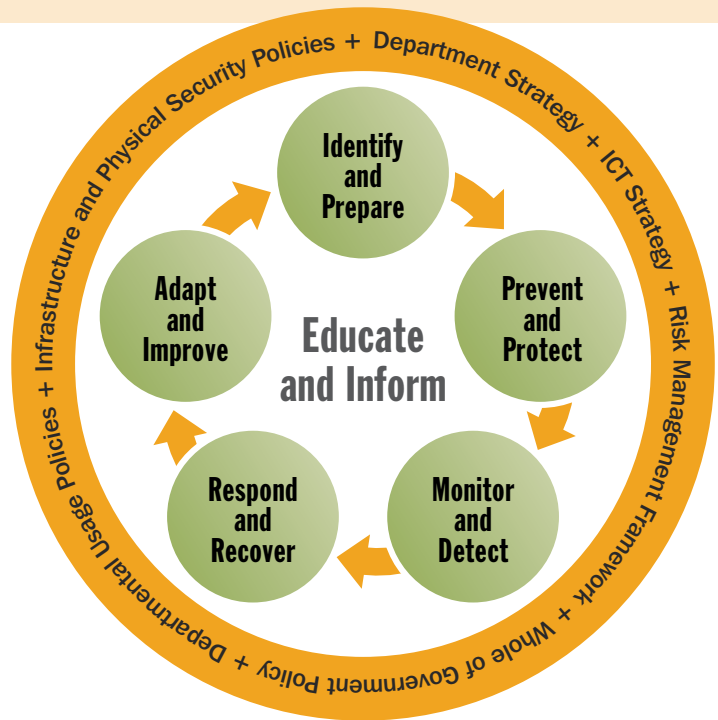 Infrastructure and Physical Security Policies + Department Strategy + ICT Strategy + Risk Management Framework + Whole of Government Policy + Departmental Usage Policies +
Identify
and
Prepare
Prevent
and
Protect
Monitor
and
Detect
Respond
and
Recover
Adapt
and
Improve
Educate
and Inform